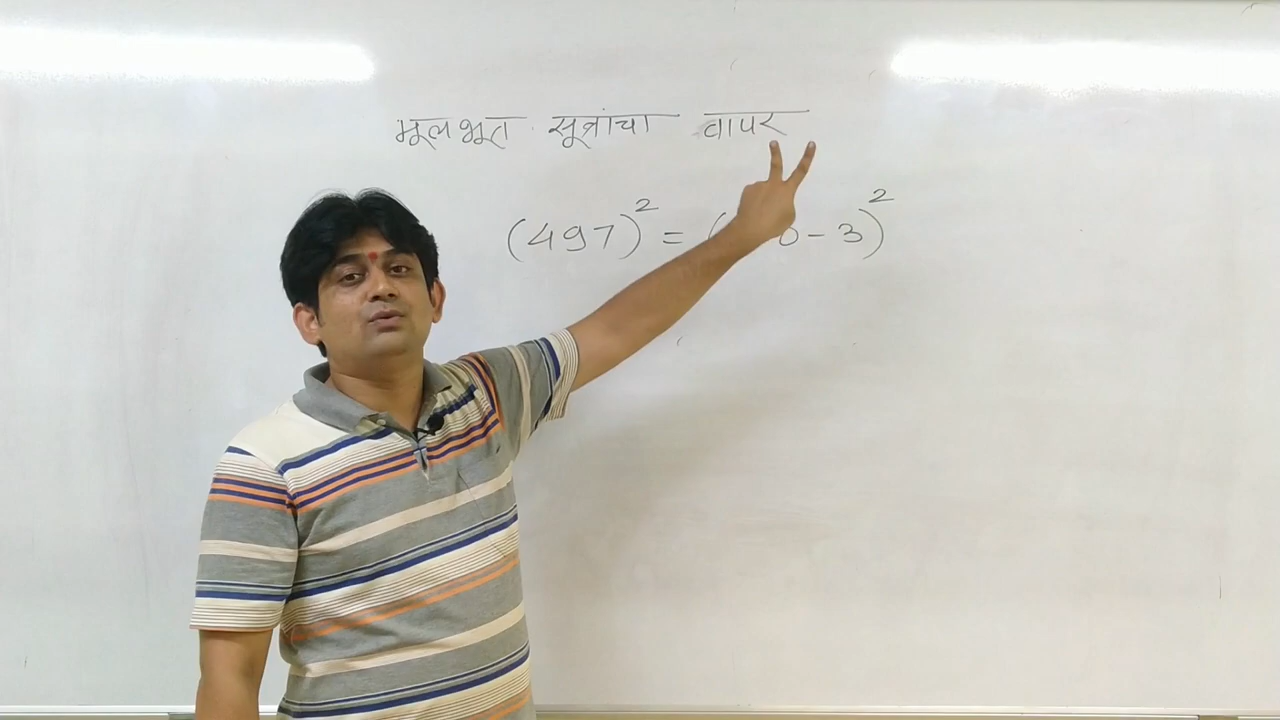 मूलभूत सूत्रांचा वापर
(497)² = ( 0 - 3)²